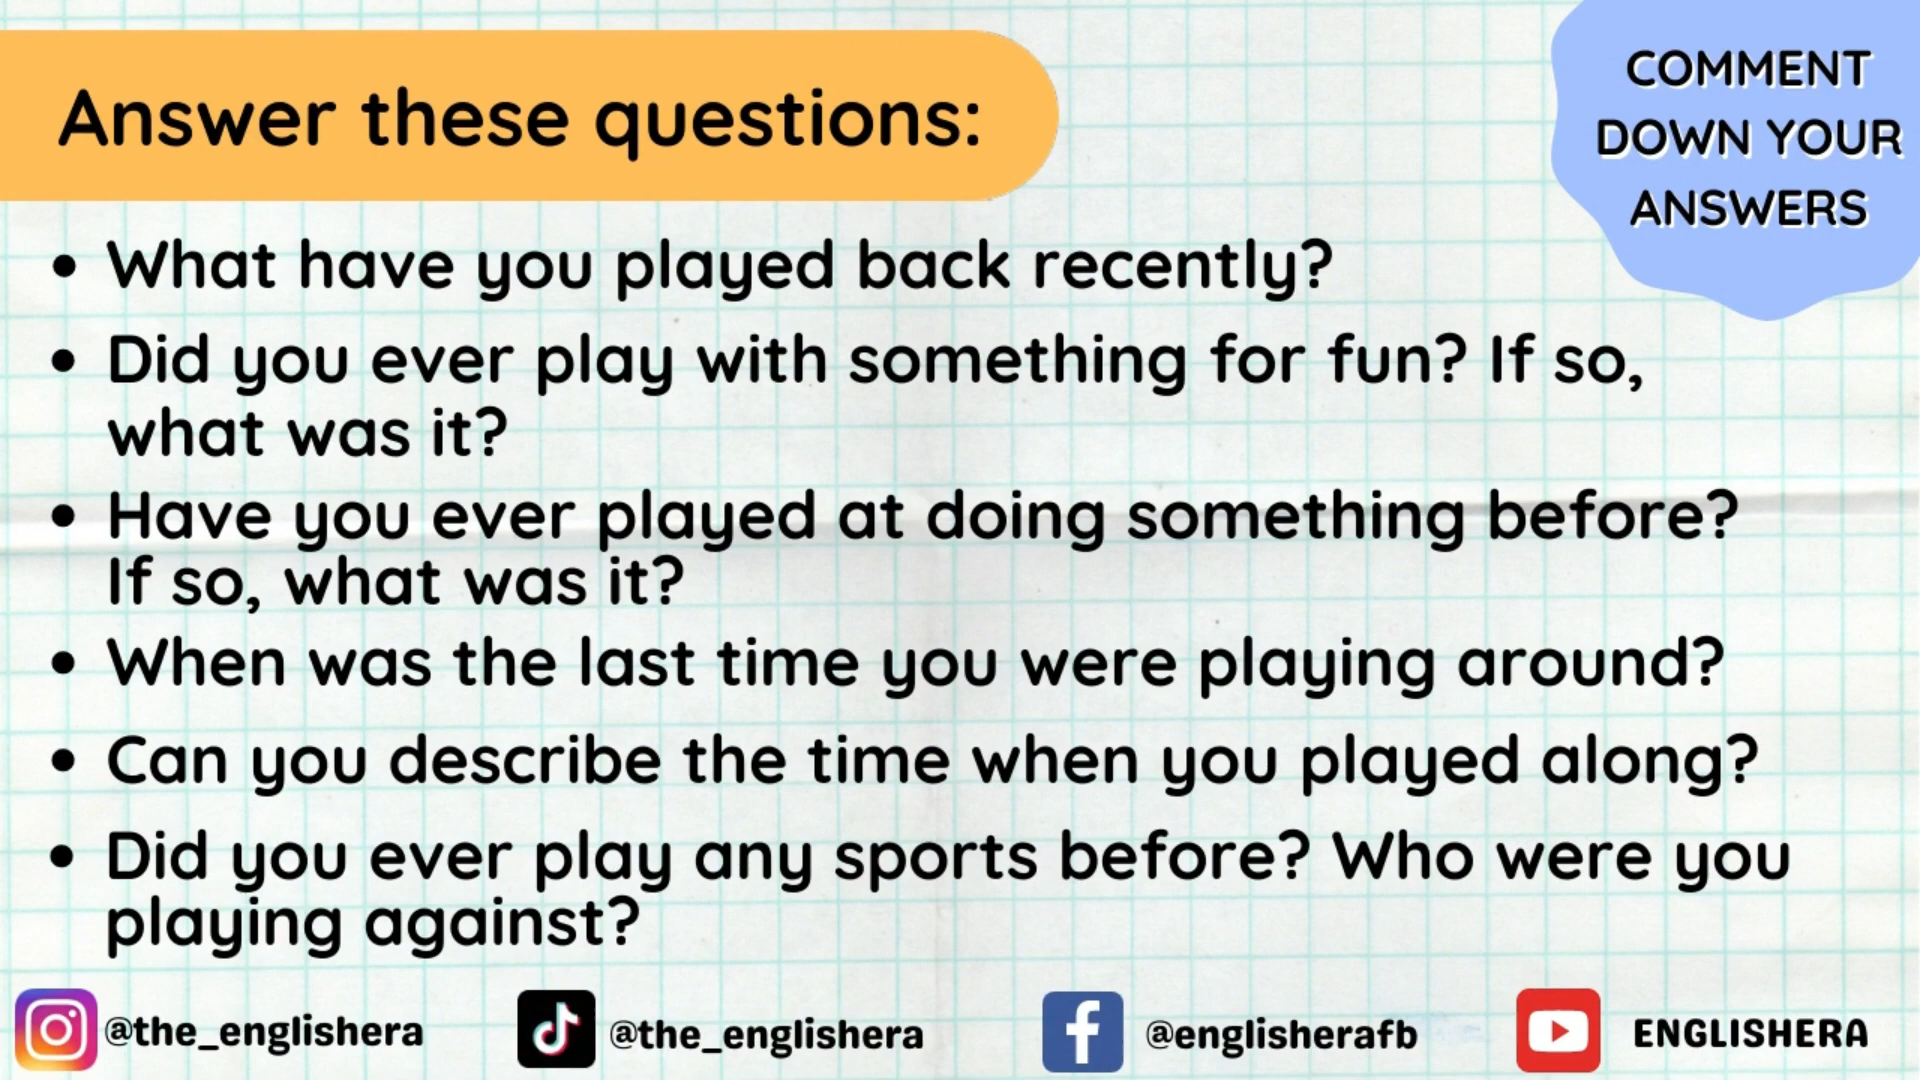 Answer these questions:
COMMENT
DOWN YOUR
ANSWERS
• What have you played back recently?
• Did you ever play with something for fun? If so,
what was it?
• Have you ever played at doing something before?
If so, what was it?
• When was the last time you were playing around?
• Can you describe the time when you played along?
• Did you ever play any sports before? Who were you
playing against?
@the_englishera
@the_englishera
@englisherafb
ENGLISHERA